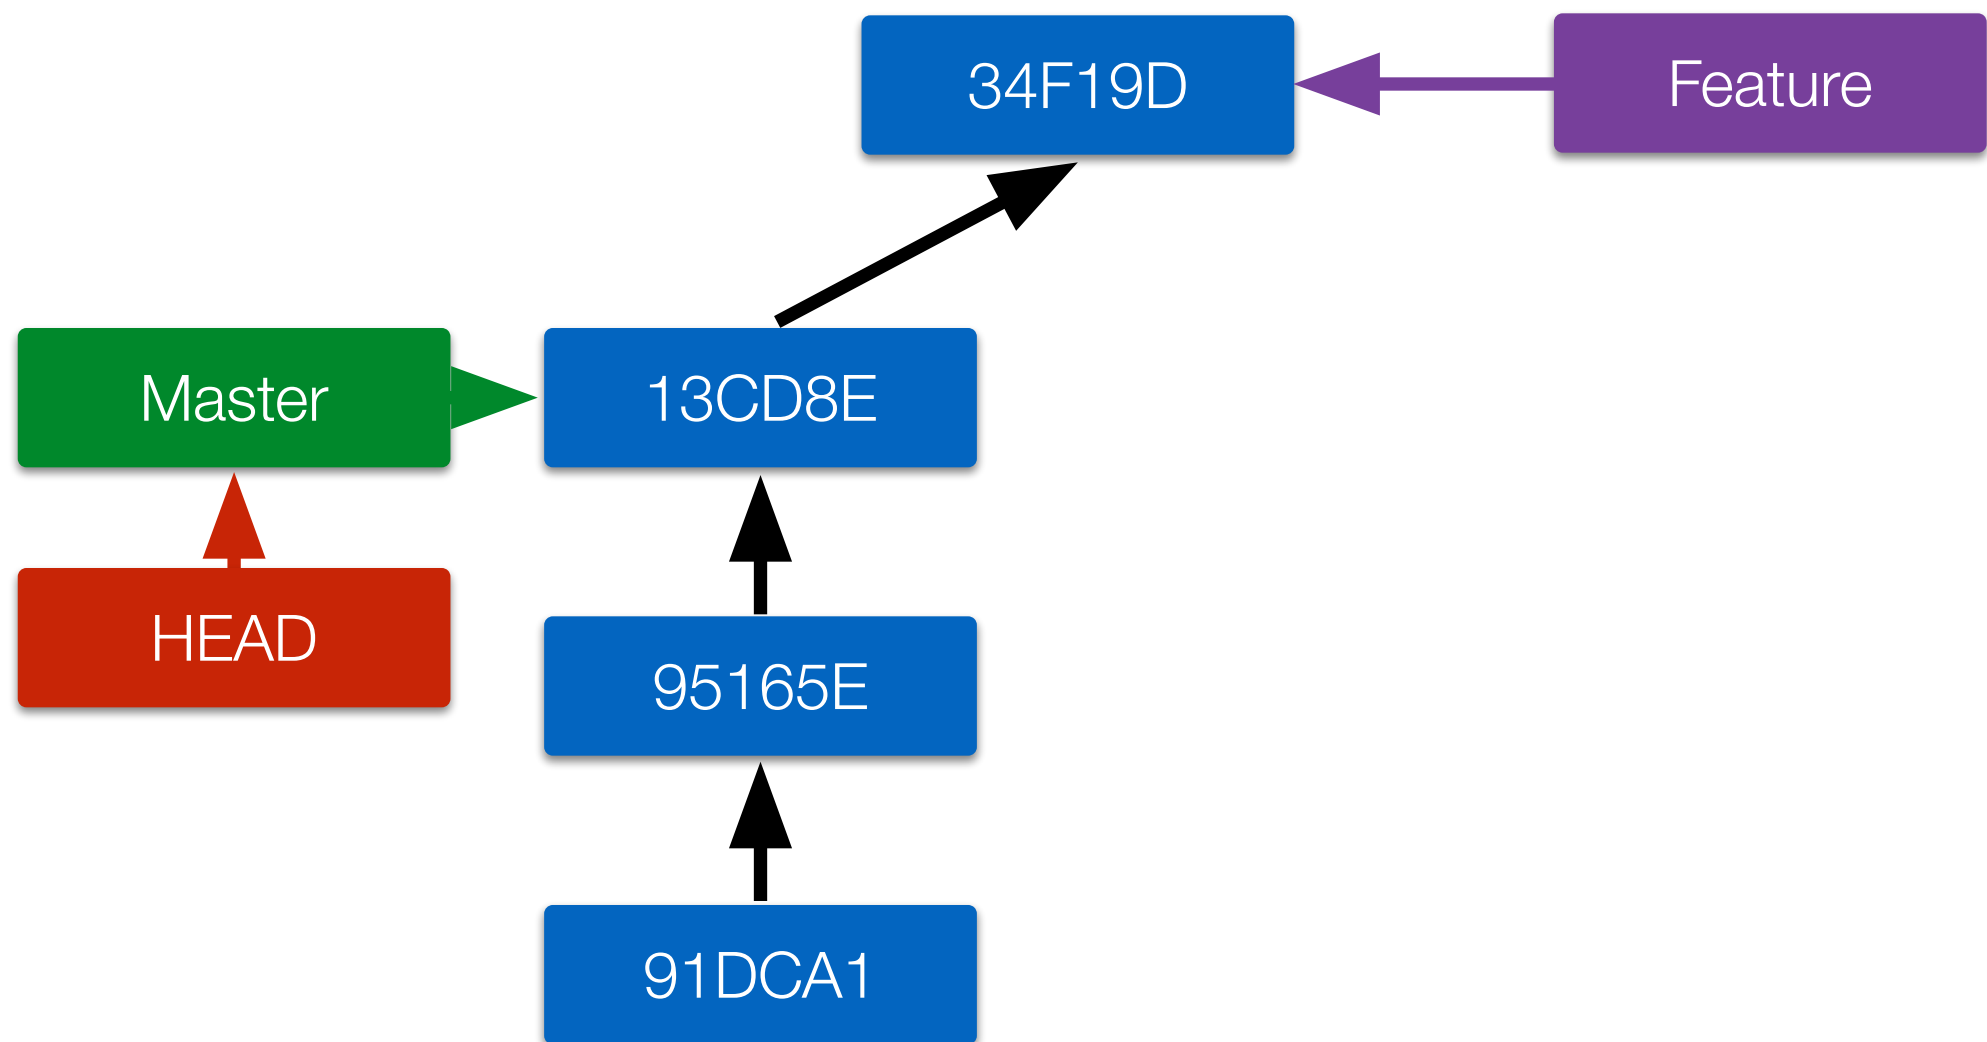 34F19D
Feature
Master
13CD8E
HEAD
95165E
91DCA1